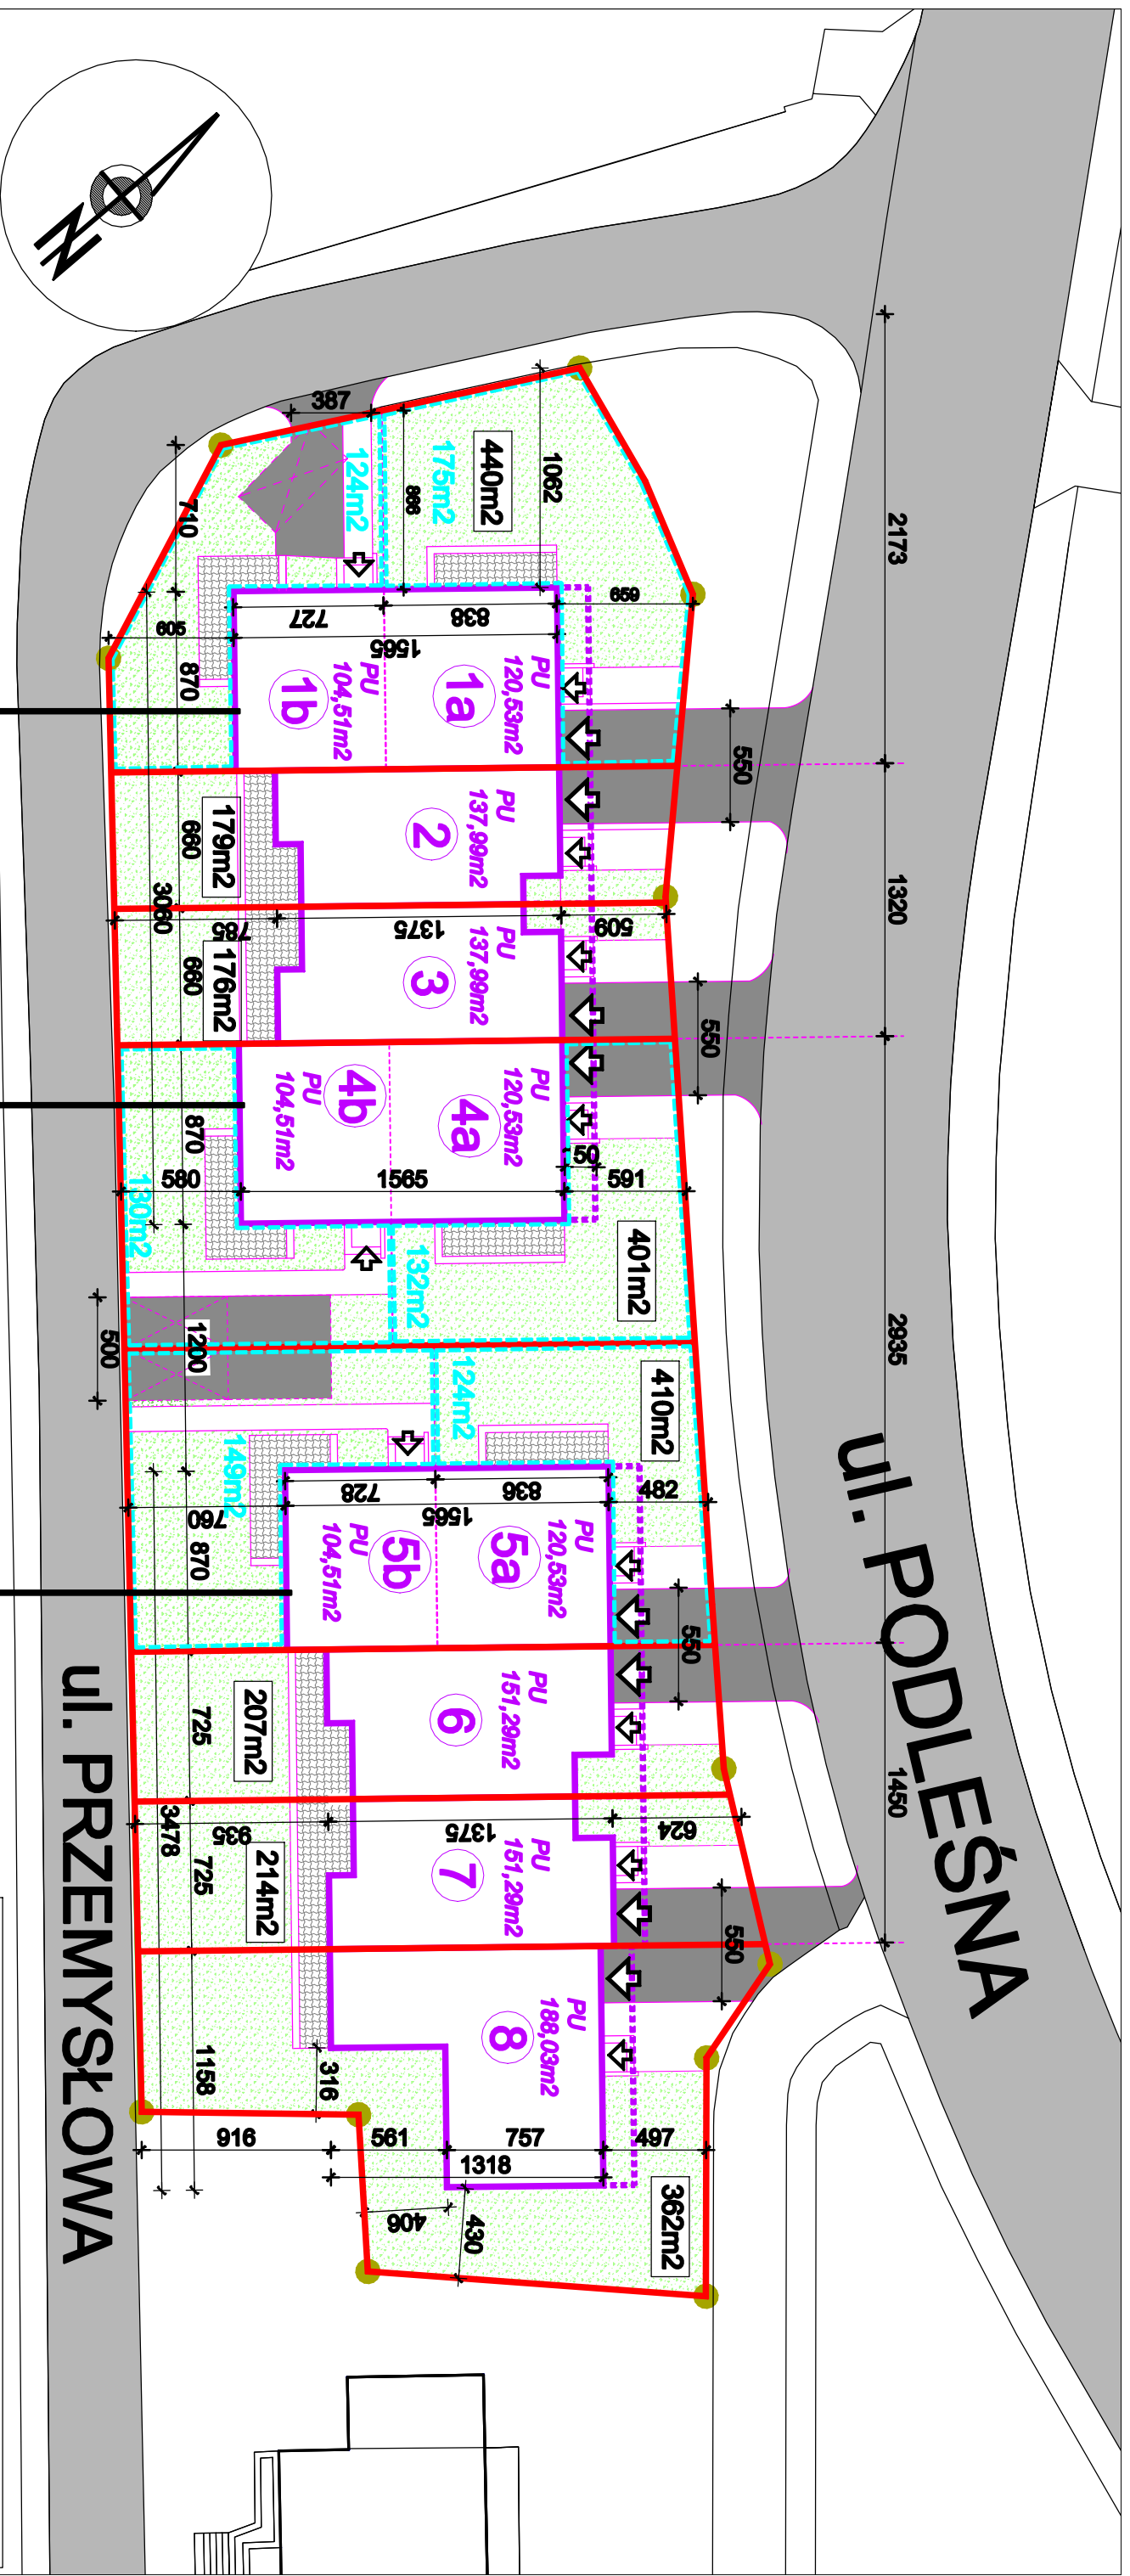 ul. PODLEŚNA
2173
1320
2935
1450
550
550
550
550
1062
440m2
175m2
387
124m2
866
710
659
605
727
838
1565
870
PU
120,53m2
1a
PU
104,51m2
1b
PU
137,99m2
2
179m2
660
3060
785
1375
509
PU
137,99m2
3
176m2
660
PU
120,53m2
4a
4b
PU
104,51m2
870
50
580
1565
591
130m2
132m2
401m2
500
1200
410m2
124m2
149m2
482
728
836
1565
760
870
PU
120,53m2
5a
5b
PU
104,51m2
PU
151,29m2
6
207m2
725
3478
935
1375
624
PU
151,29m2
7
214m2
725
PU
188,03m2
8
1158
316
916
561
757
497
1318
406
430
362m2
ul. PRZEMYSŁOWA
N